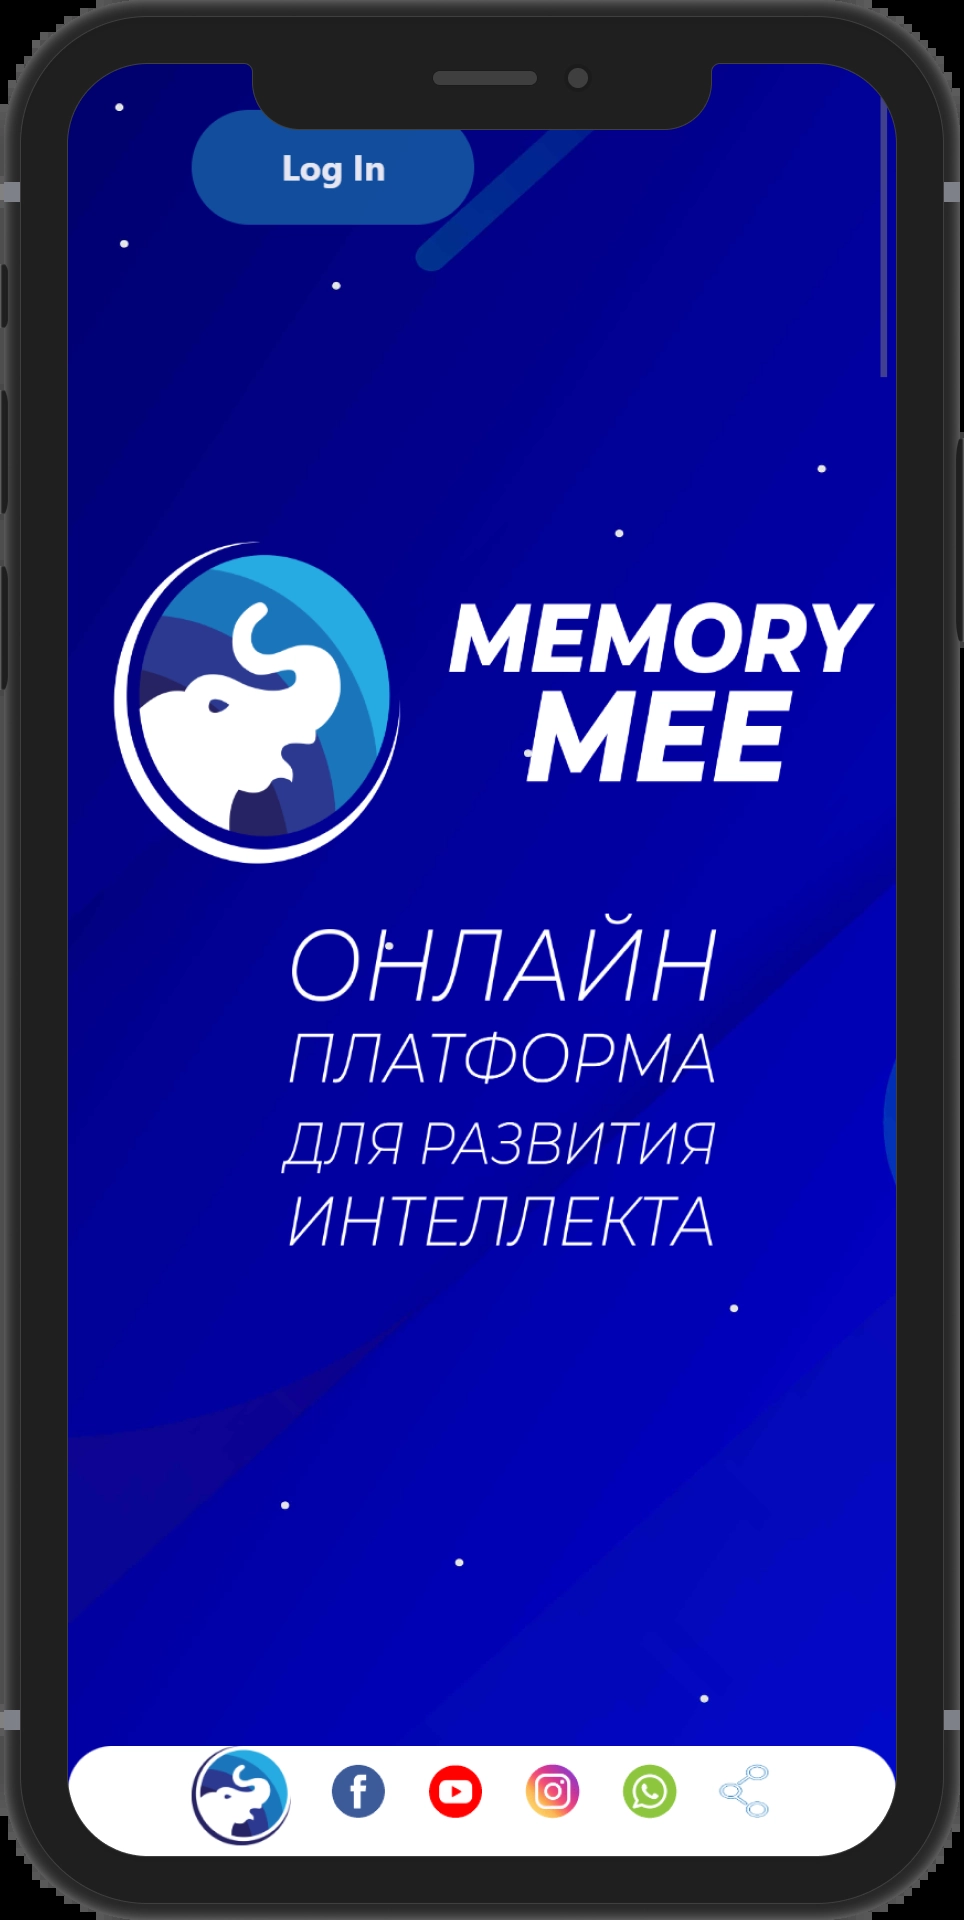 Log In
MEMORY
MEE
ОНЛАЙН
ПЛАТФОРМА
ДЛЯ РАЗВИТИЯ
ИНТЕЛЛЕКТА